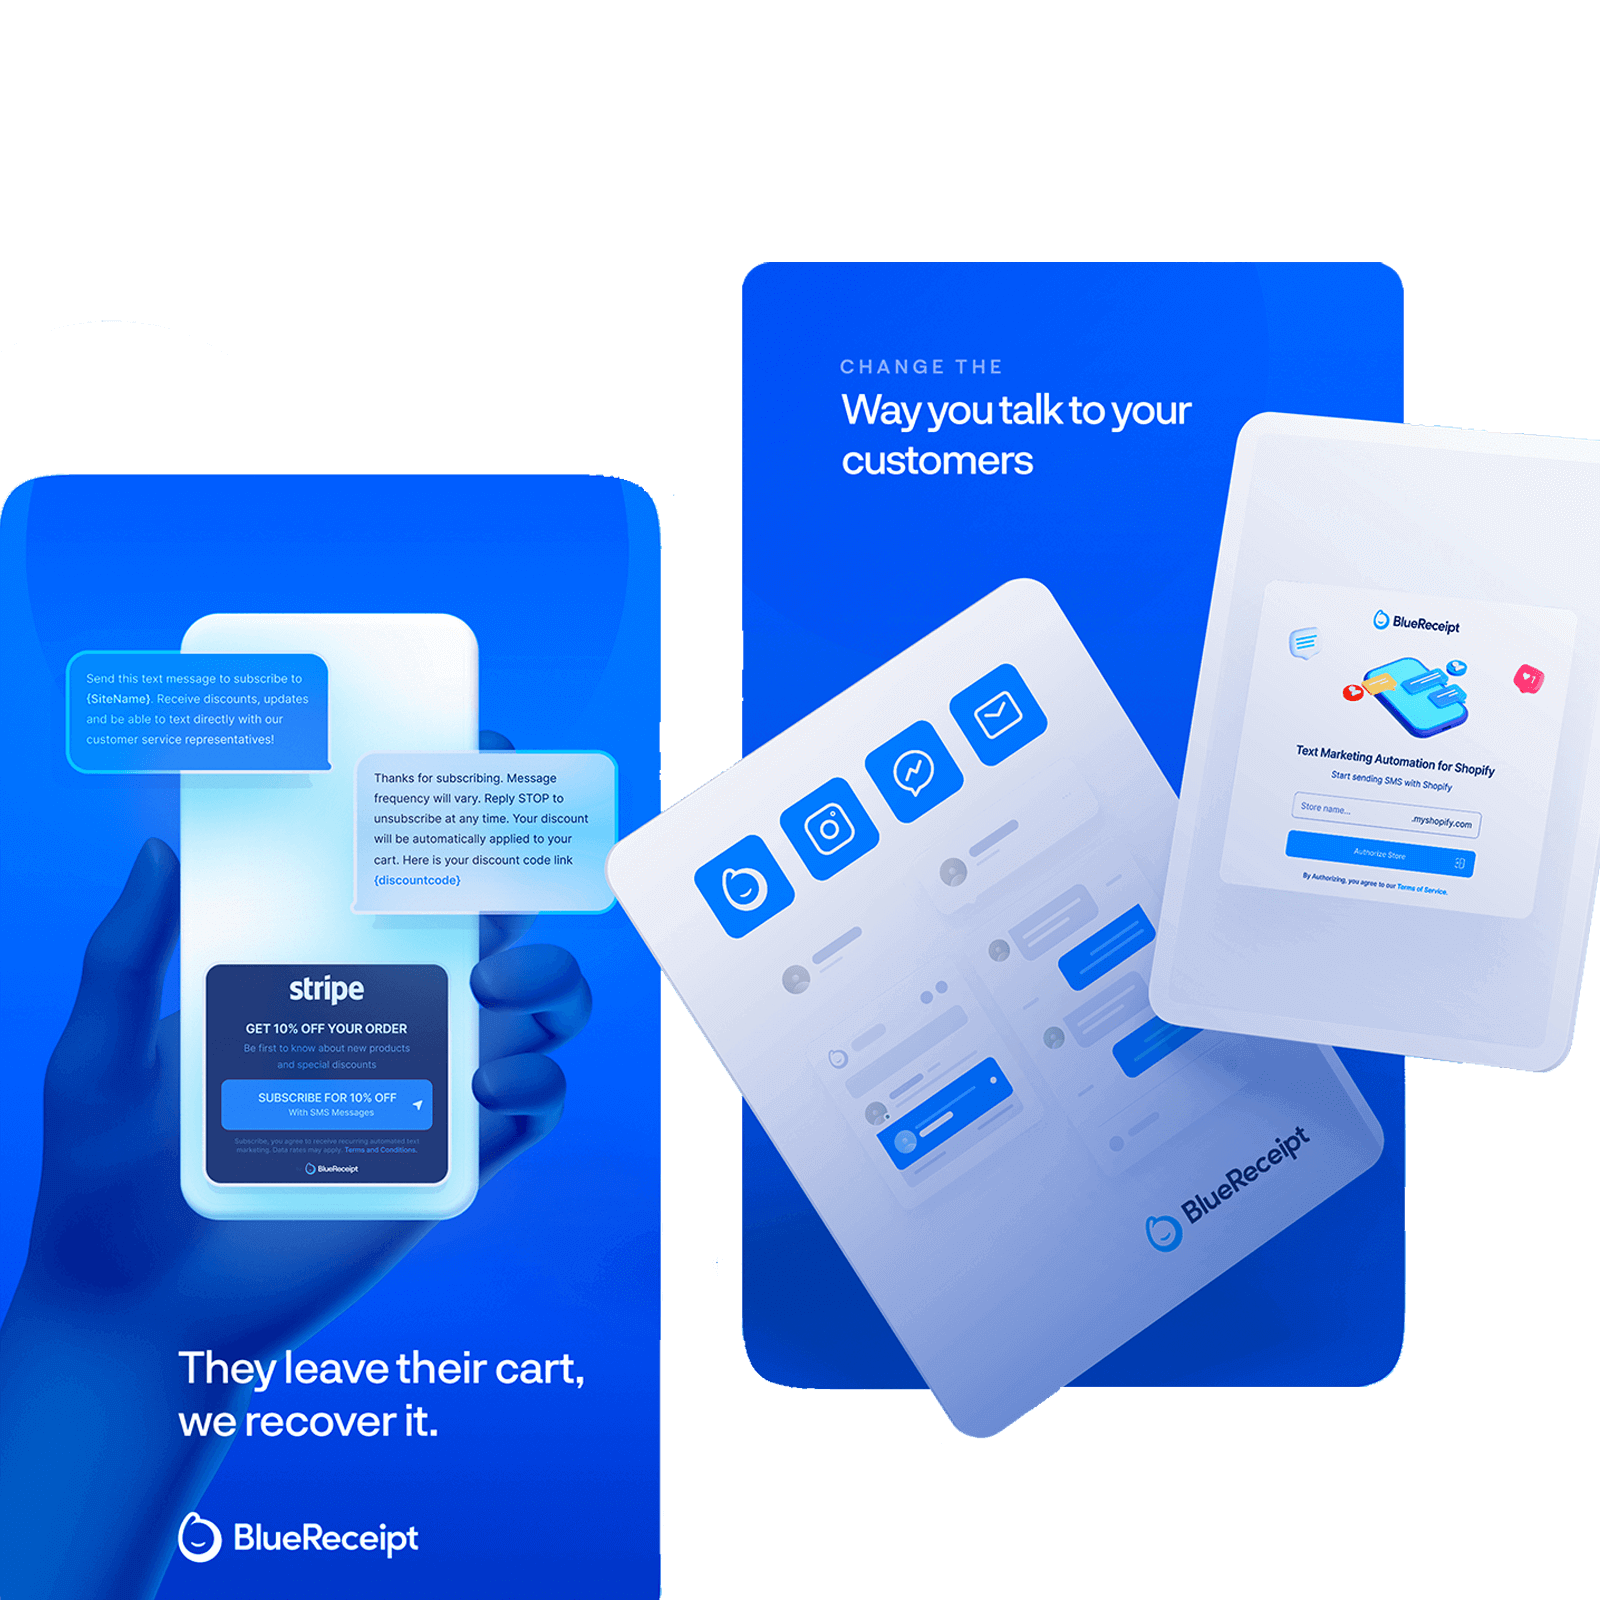 CHANGE THE
Way you talk to your
customers
BlueReceipt
Text Marketing Automation for Shopify
Start sending SMS with Shopify
Store name...
.myshopify.com
Authorize Store
By Authorizing, you agree to our Terms of Service.
1
BlueReceipt
Send this text message to subscribe to
{SiteName}. Receive discounts, updates
and be able to text directly with our
customer service representatives!
Thanks for subscribing. Message
frequency will vary. Reply STOP to
unsubscribe at any time. Your discount
will be automatically applied to your
cart. Here is your discount code link
{discountcode}
stripe
GET 10% OFF YOUR ORDER
Be first to know about new products
and special discounts
SUBSCRIBE FOR 10% OFF
With SMS Messages
Subscribe, you agree to receive recurring automated text
marketing. Data rates may apply. Terms and Conditions.
BlueReceipt
They leave their cart,
we recover it.
BlueReceipt